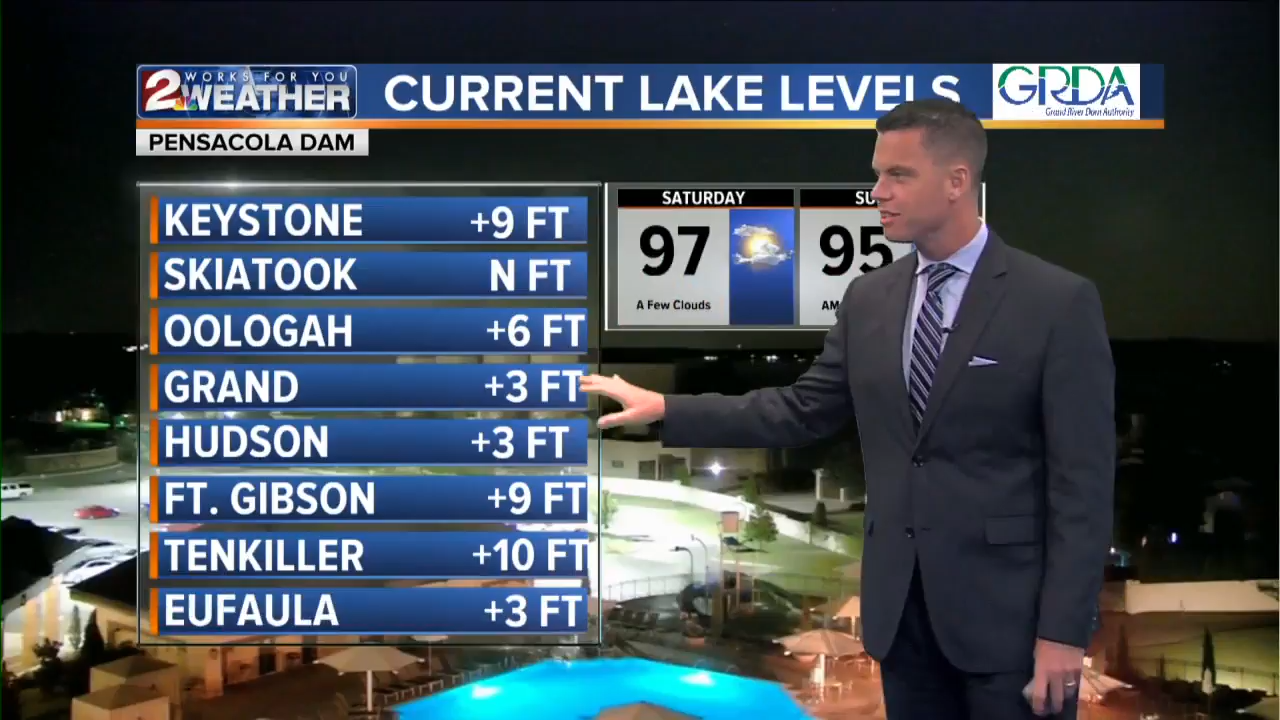 2 WORKS FOR YOU
WEATHER
CURRENT LAKE LEVELS
GRDA
Grand River Dam Authority
PENSACOLA DAM
KEYSTONE +9 FT
SKIATOOK N FT
OOLOGAH +6 FT
GRAND +3 FT
HUDSON +3 FT
FT. GIBSON +9 FT
TENKILLER +10 FT
EUFAULA +3 FT
SATURDAY
97
A Few Clouds
SU
95
AM